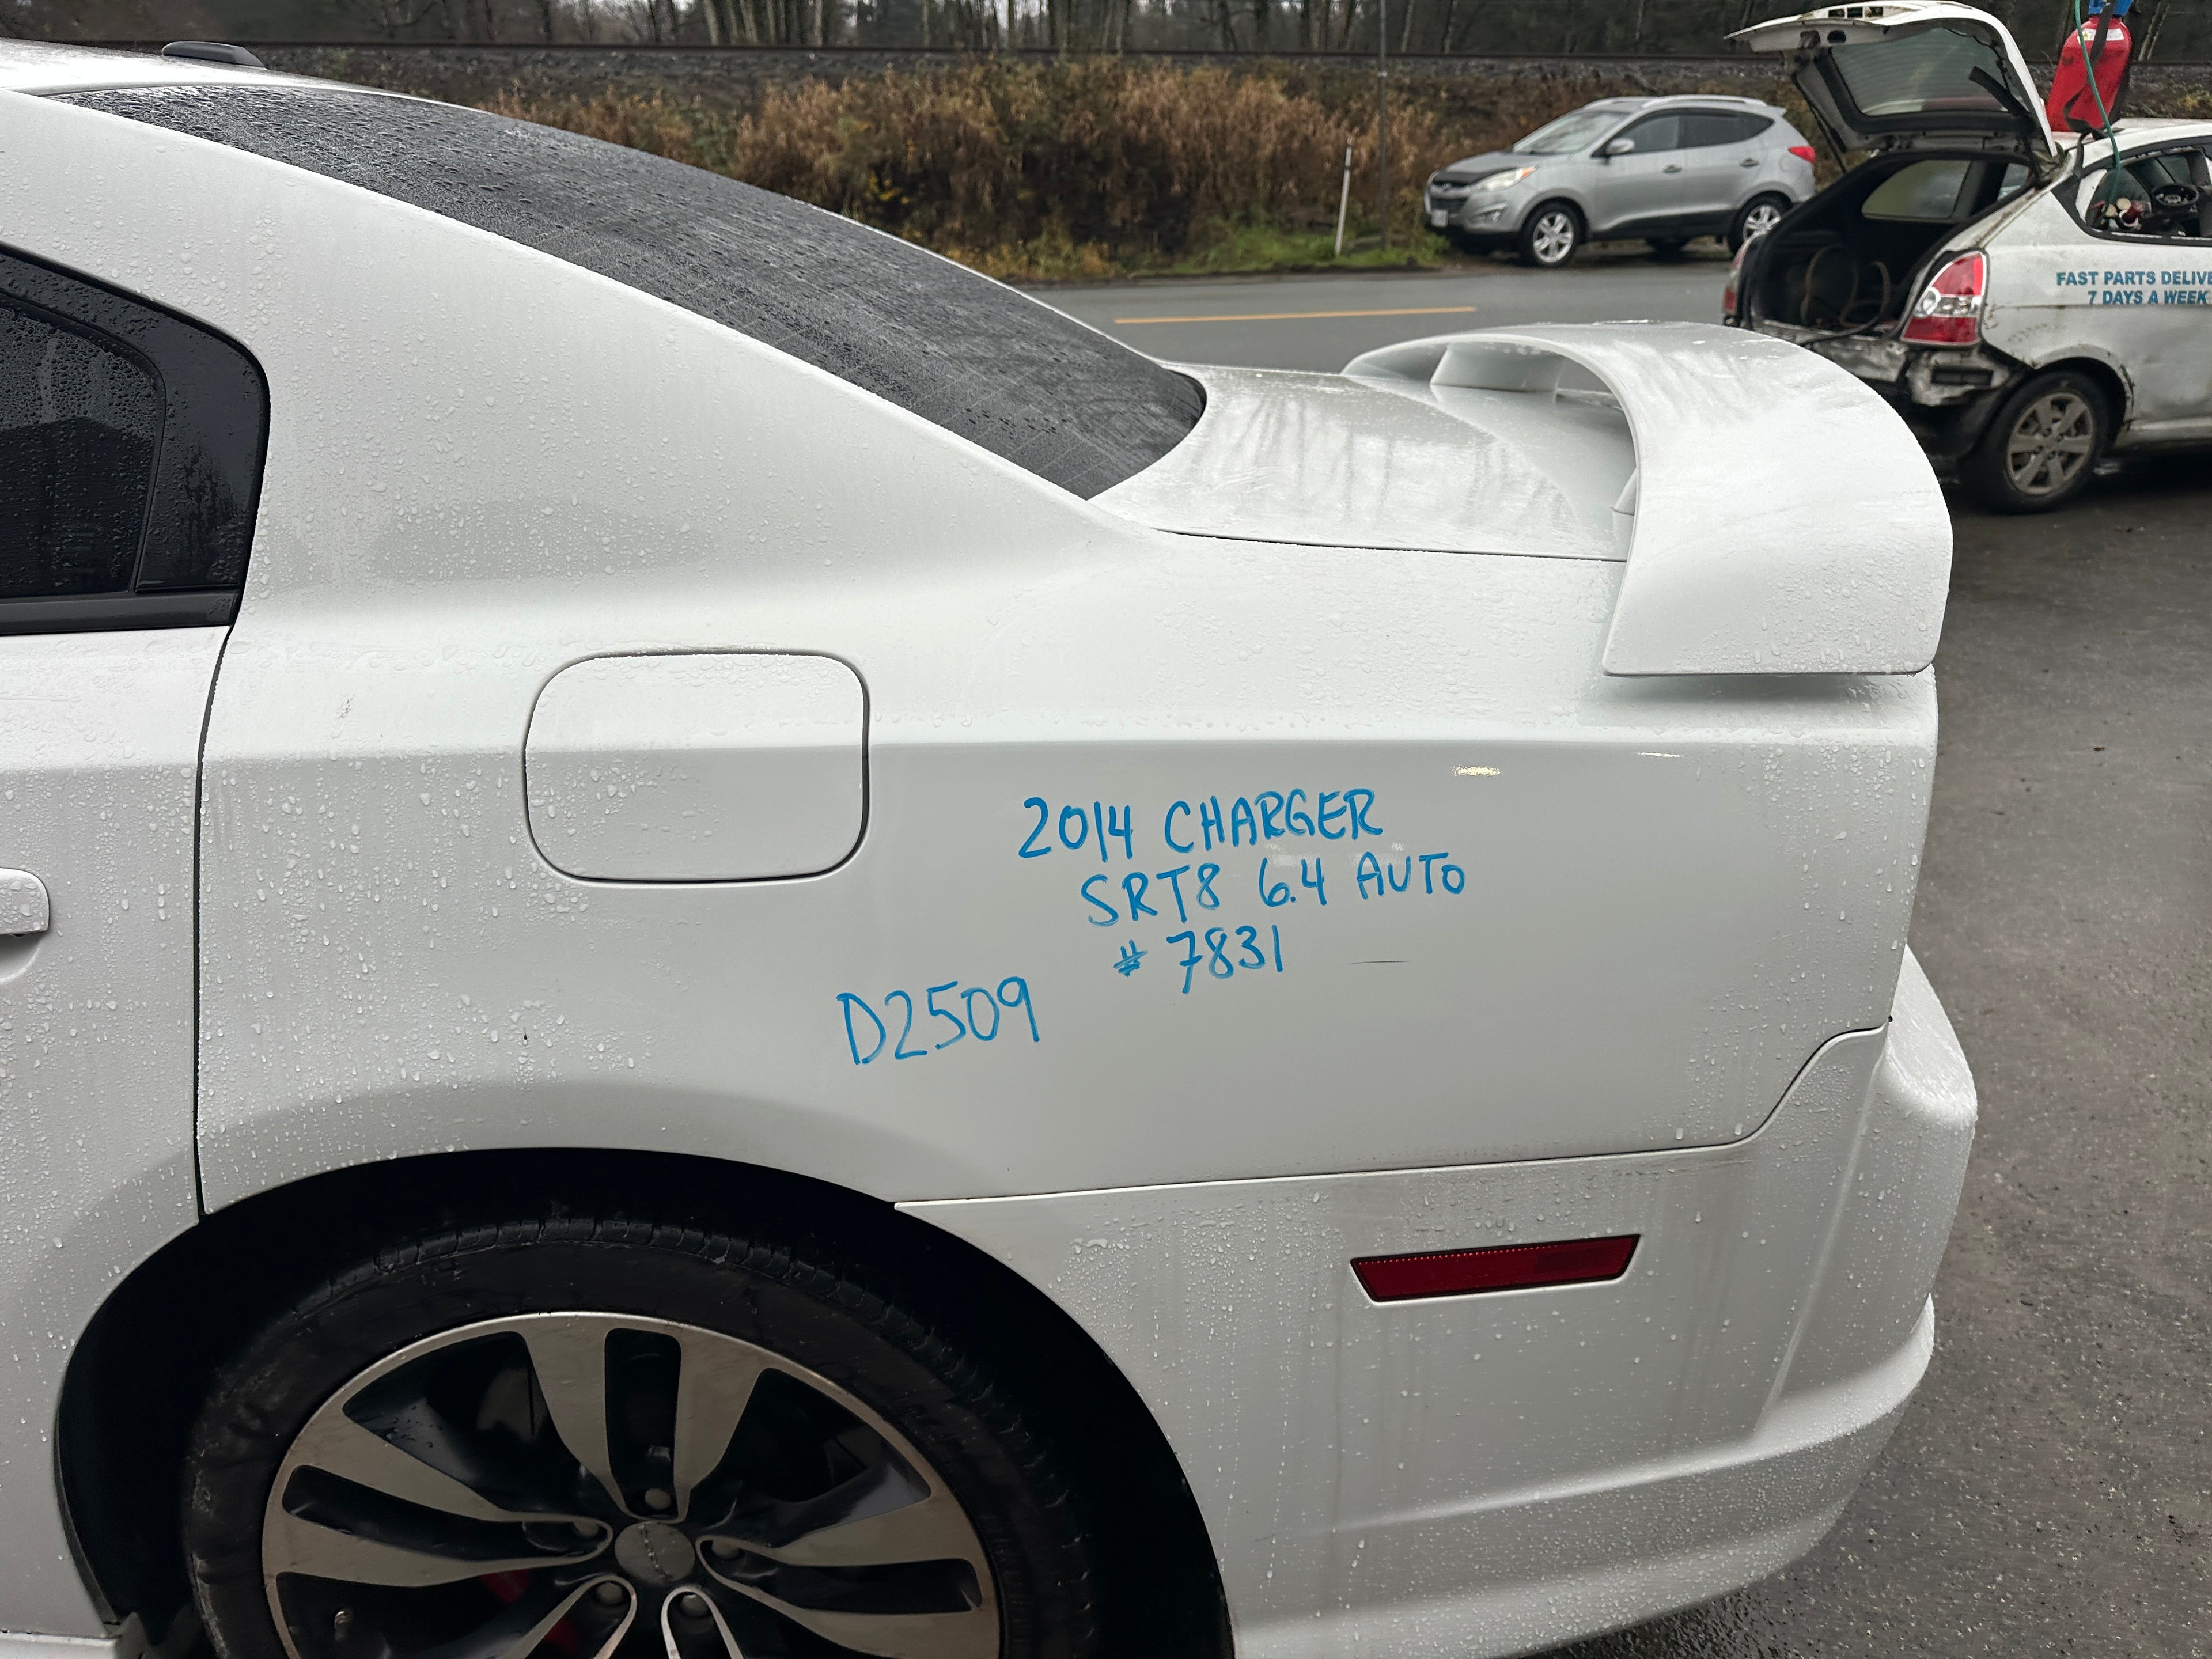 FAST PARTS DELIVE
7 DAYS A WEEK
2014 CHARGER
SRT8 6.4 AUTO
# 7831
D2509